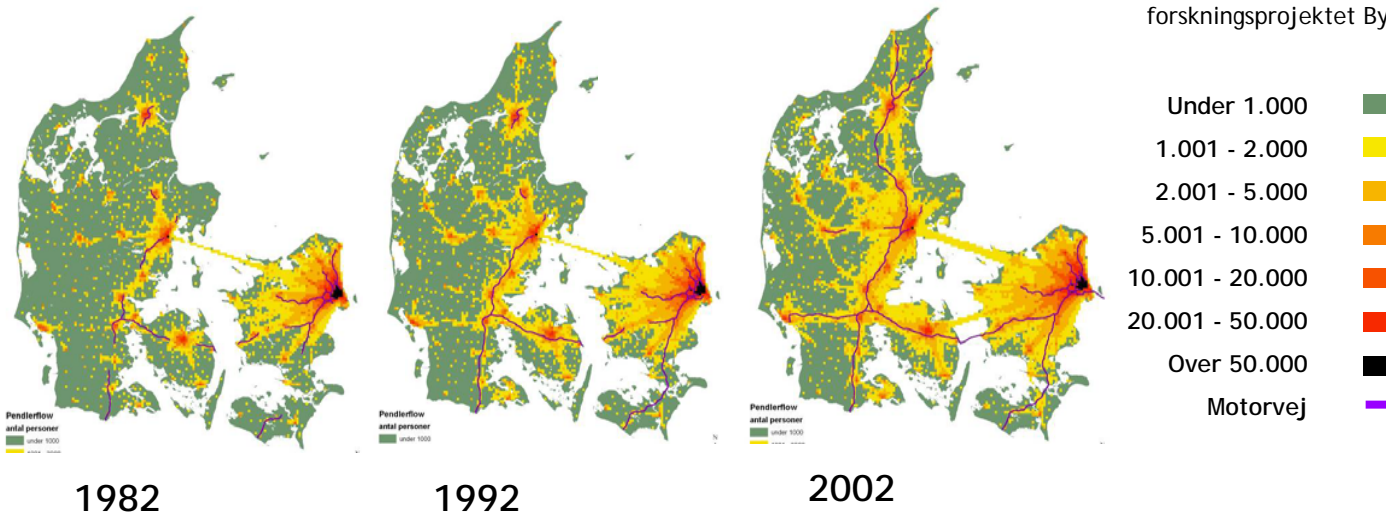 forskningsprojektet By
Under 1.000
1.001 - 2.000
2.001 - 5.000
5.001 - 10.000
10.001 - 20.000
20.001 - 50.000
Over 50.000
Motorvej
Pendlerflow
antal personer
under 1000
Pendlerflow
antal personer
under 1000
Pendlerflow
antal personer
under 1000
1982
1992
2002